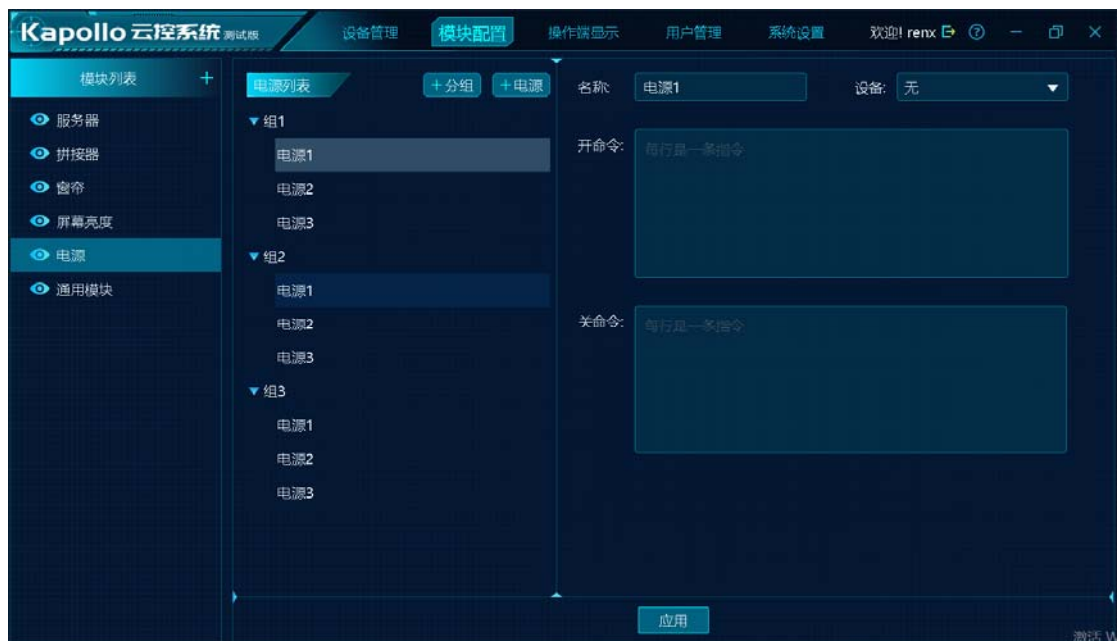 Kapollo 云控系统 测试版
设备管理 模块配置 操作端显示 用户管理 系统设置 欢迎! renx
模块列表 +
服务器
拼接器
窗帘
屏幕亮度
电源
通用模块
电源列表 +分组 +电源
组1
电源1
电源2
电源3
组2
电源1
电源2
电源3
组3
电源1
电源2
电源3
名称: 电源1 设备: 无
开命令: 每行是一条指令
关命令: 每行是一条指令
应用
激活 W